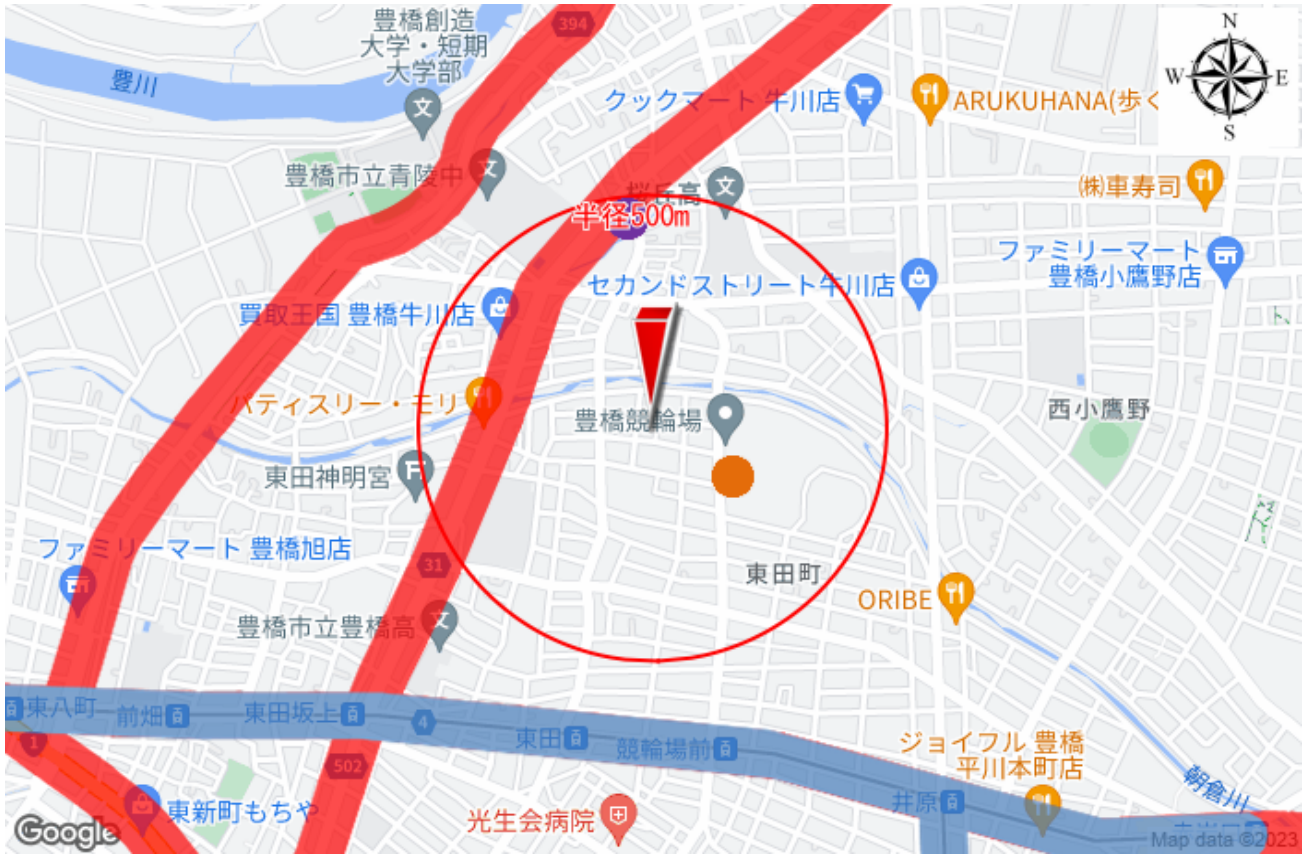 394
豊橋創造
大学・短期
大学部
豊川
N
W
E
S
クックマート 牛川店
ARUKUHANA(歩く
豊橋市立青陵中
桜丘高
㈱車寿司
半径500m
ファミリーマート
豊橋小鷹野店
セカンドストリート牛川店
買取王国 豊橋牛川店
パティスリー・モリ
豊橋競輪場
西小鷹野
東田神明宮
ファミリーマート 豊橋旭店
31
東田町
ORIBE
豊橋市立豊橋高
東八町
前畑
東田坂上
4
東田
競輪場前
1
502
ジョイフル 豊橋
平川本町店
朝倉川
井原
東新町もちや
光生会病院
Google
Map data ©2023